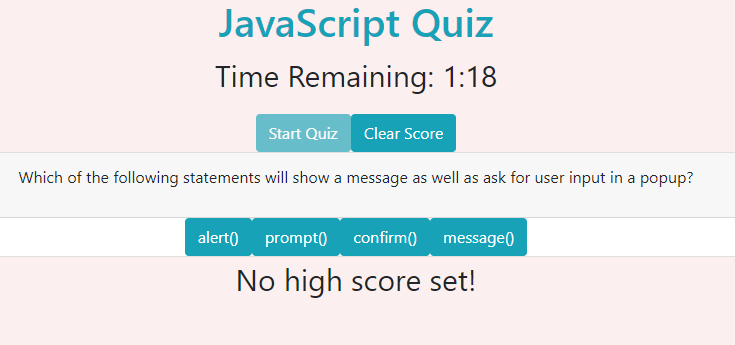 JavaScript Quiz
Time Remaining: 1:18
Start Quiz Clear Score
Which of the following statements will show a message as well as ask for user input in a popup?
alert() prompt() confirm() message()
No high score set!